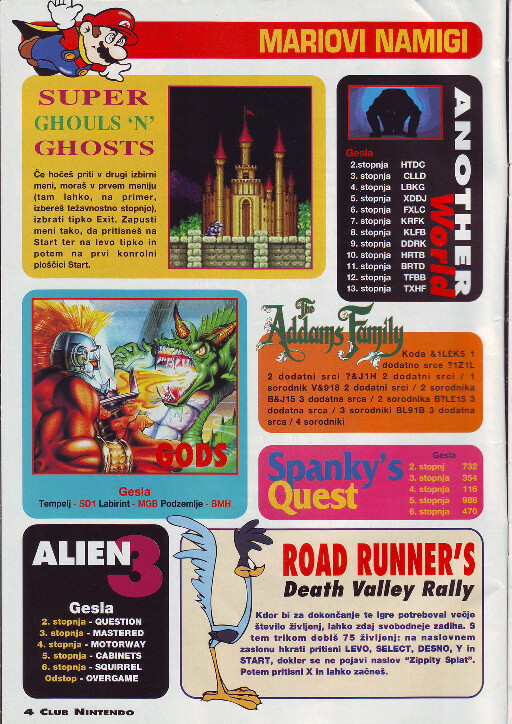 MARIOVI NAMIGI
SUPER
GHOULS 'N'
GHOSTS
Če hočeš priti v drugi izbirni
meni, moraš v prvem meniju
(tam lahko, na primer,
izbereš težavnostno stopnjo),
izbrati tipko Exit. Zapusti
meni tako, da pritisneš na
Start ter na levo tipko in
potem na prvi konrolni
ploščici Start.
ANOTHER
World
Gesla
2.stopnja HTDC
3. stopnja CLLD
4. stopnja LBKG
5. stopnja XDDJ
6. stopnja FXLC
7. stopnja KRFK
8. stopnja KLFB
9. stopnja DDRK
10. stopnja HRTB
11. stopnja BRTD
12. stopnja TFBB
13. stopnja TXHF
GODS
Gesla
Tempelj - SD1 Labirint - MGB Podzemlje - BMH
The
Addams Family
Koda &1LEK5 1
dodatno srce ?1Z1L
2 dodatni srci ?&J1H 2 dodatni srci / 1
sorodnik V&918 2 dodatni srci / 2 sorodnika
B&J15 3 dodatna srca / 2 sorodnika B?LE15 3
dodatna srca / 3 sorodniki BL91B 3 dodatna
srca / 4 sorodniki
Spanky's
Quest
Gesla
2. stopnj 732
3. stopnja 354
4. stopnja 116
5. stopnja 988
6. stopnja 470
ALIEN 3
Gesla
2. stopnja - QUESTION
3. stopnja - MASTERED
4. stopnja - MOTORWAY
5. stopnja - CABINETS
6. stopnja - SQUIRREL
Odstop - OVERGAME
ROAD RUNNER'S
Death Valley Rally
Kdor bi za dokončanje te igre potreboval večje
število življenj, lahko zdaj svobodneje zadiha. S
tem trikom dobiš 75 življenj: na naslovnem
zaslonu hkrati pritisni LEVO, SELECT, DESNO, Y in
START, dokler se ne pojavi naslov "Zippity Splat".
Potem pritisni X in lahko začneš.
4 CLUB NINTENDO